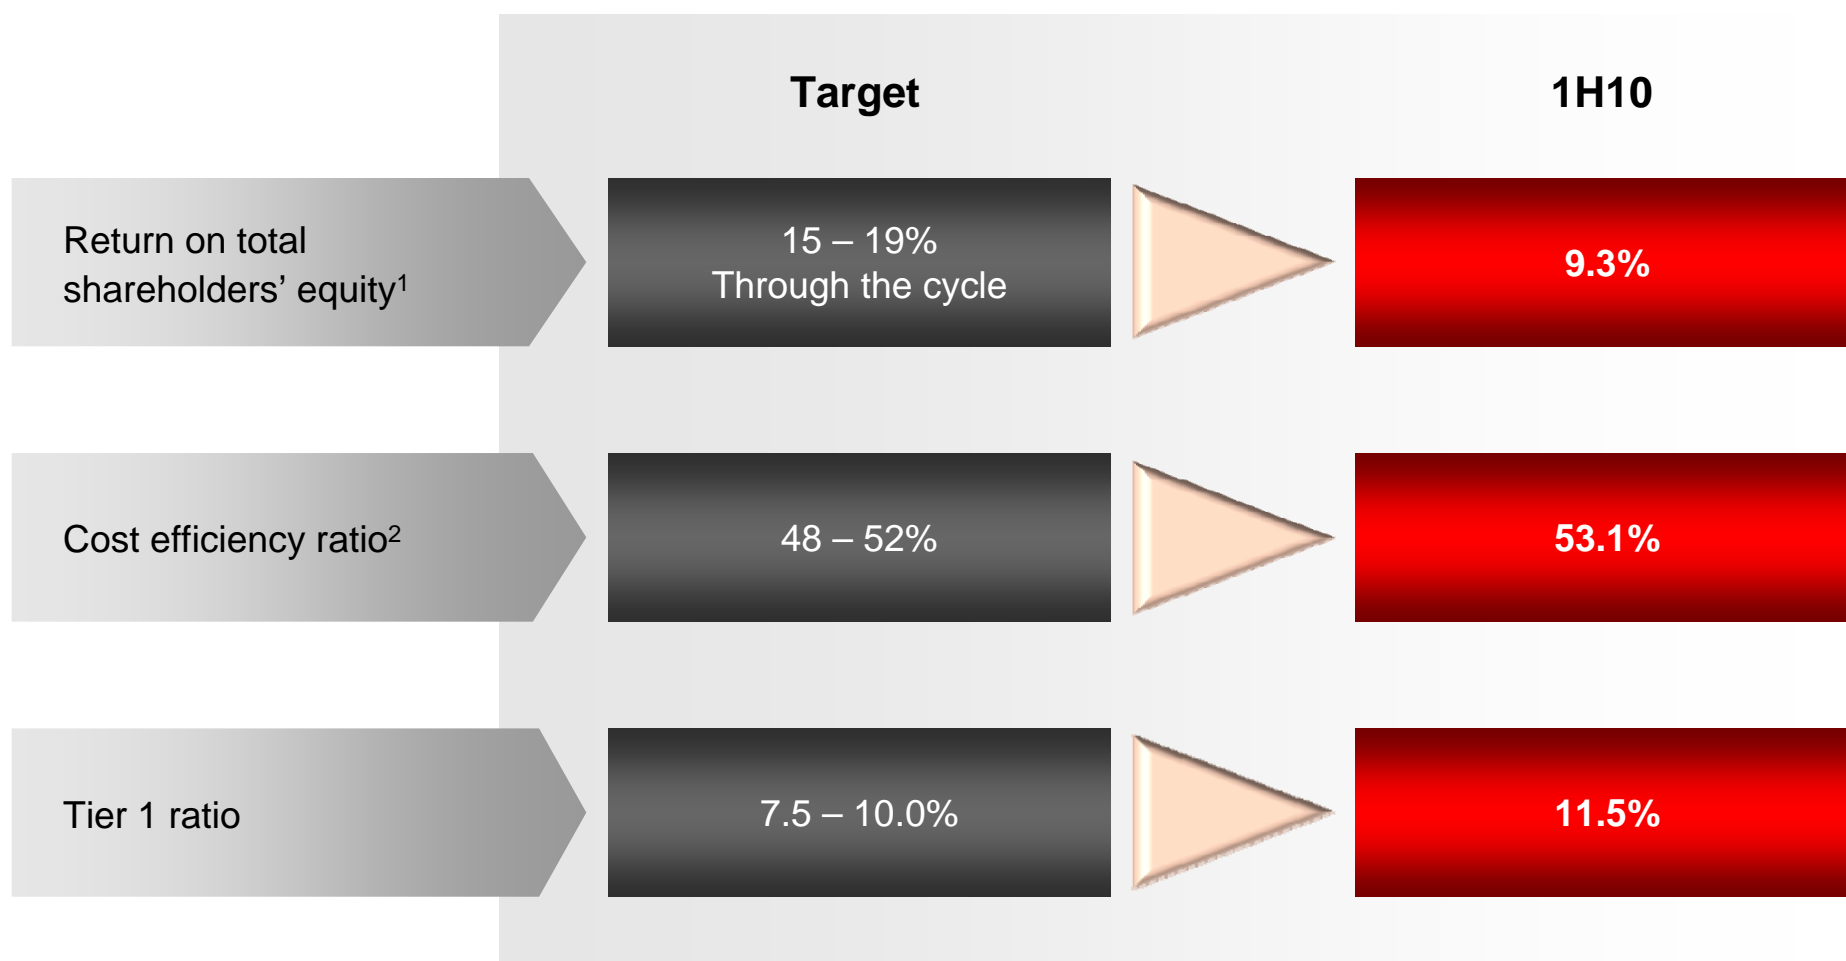 Target
1H10
Return on total
shareholders’ equity1
15 – 19%
Through the cycle
9.3%
Cost efficiency ratio2
48 – 52%
53.1%
Tier 1 ratio
7.5 – 10.0%
11.5%